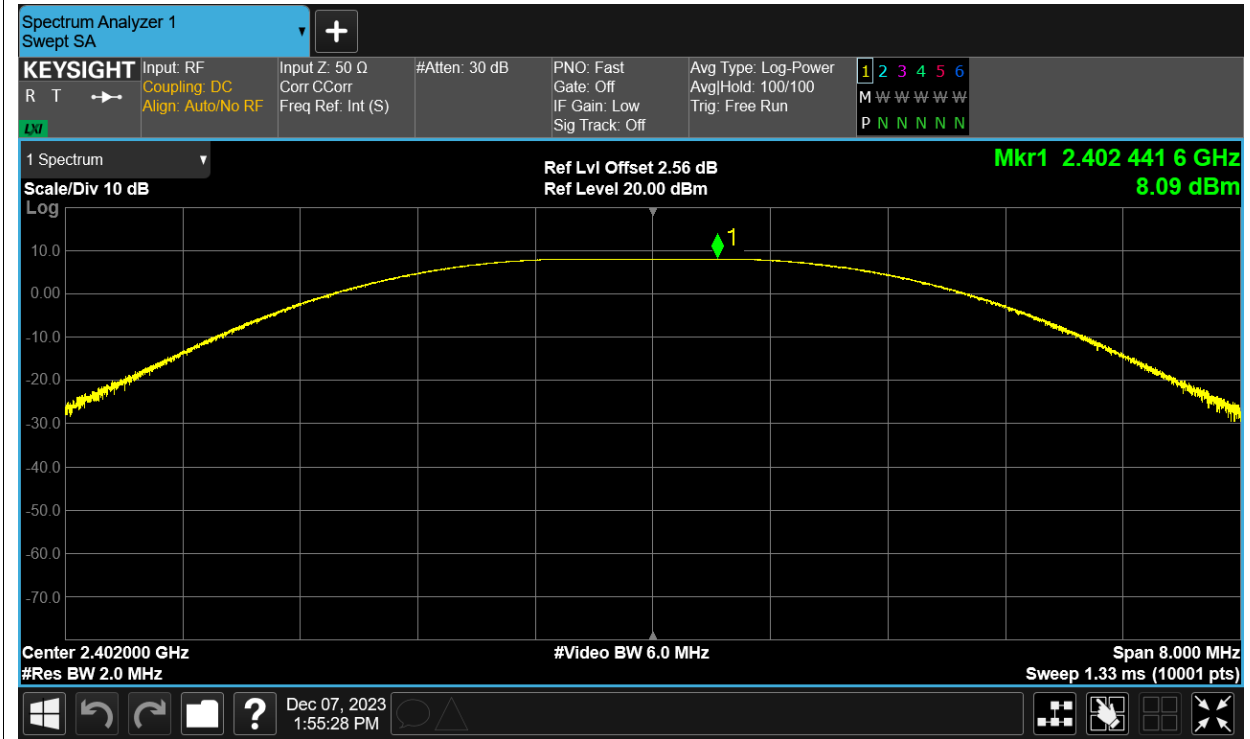 Spectrum Analyzer 1
Swept SA
▼
+
KEYSIGHT
R T
LXI
Input: RF
Coupling: DC
Align: Auto/No RF
Input Z: 50 Ω
Corr CCorr
Freq Ref: Int (S)
#Atten: 30 dB
PNO: Fast
Gate: Off
IF Gain: Low
Sig Track: Off
Avg Type: Log-Power
Avg|Hold: 100/100
Trig: Free Run
1 2 3 4 5 6
M W W W W W
P N N N N N
1 Spectrum ▼
Scale/Div 10 dB
Log
Ref Lvl Offset 2.56 dB
Ref Level 20.00 dBm
Mkr1 2.402 441 6 GHz
8.09 dBm
1
10.0
0.00
-10.0
-20.0
-30.0
-40.0
-50.0
-60.0
-70.0
Center 2.402000 GHz
#Res BW 2.0 MHz
#Video BW 6.0 MHz
Span 8.000 MHz
Sweep 1.33 ms (10001 pts)
?
Dec 07, 2023
1:55:28 PM